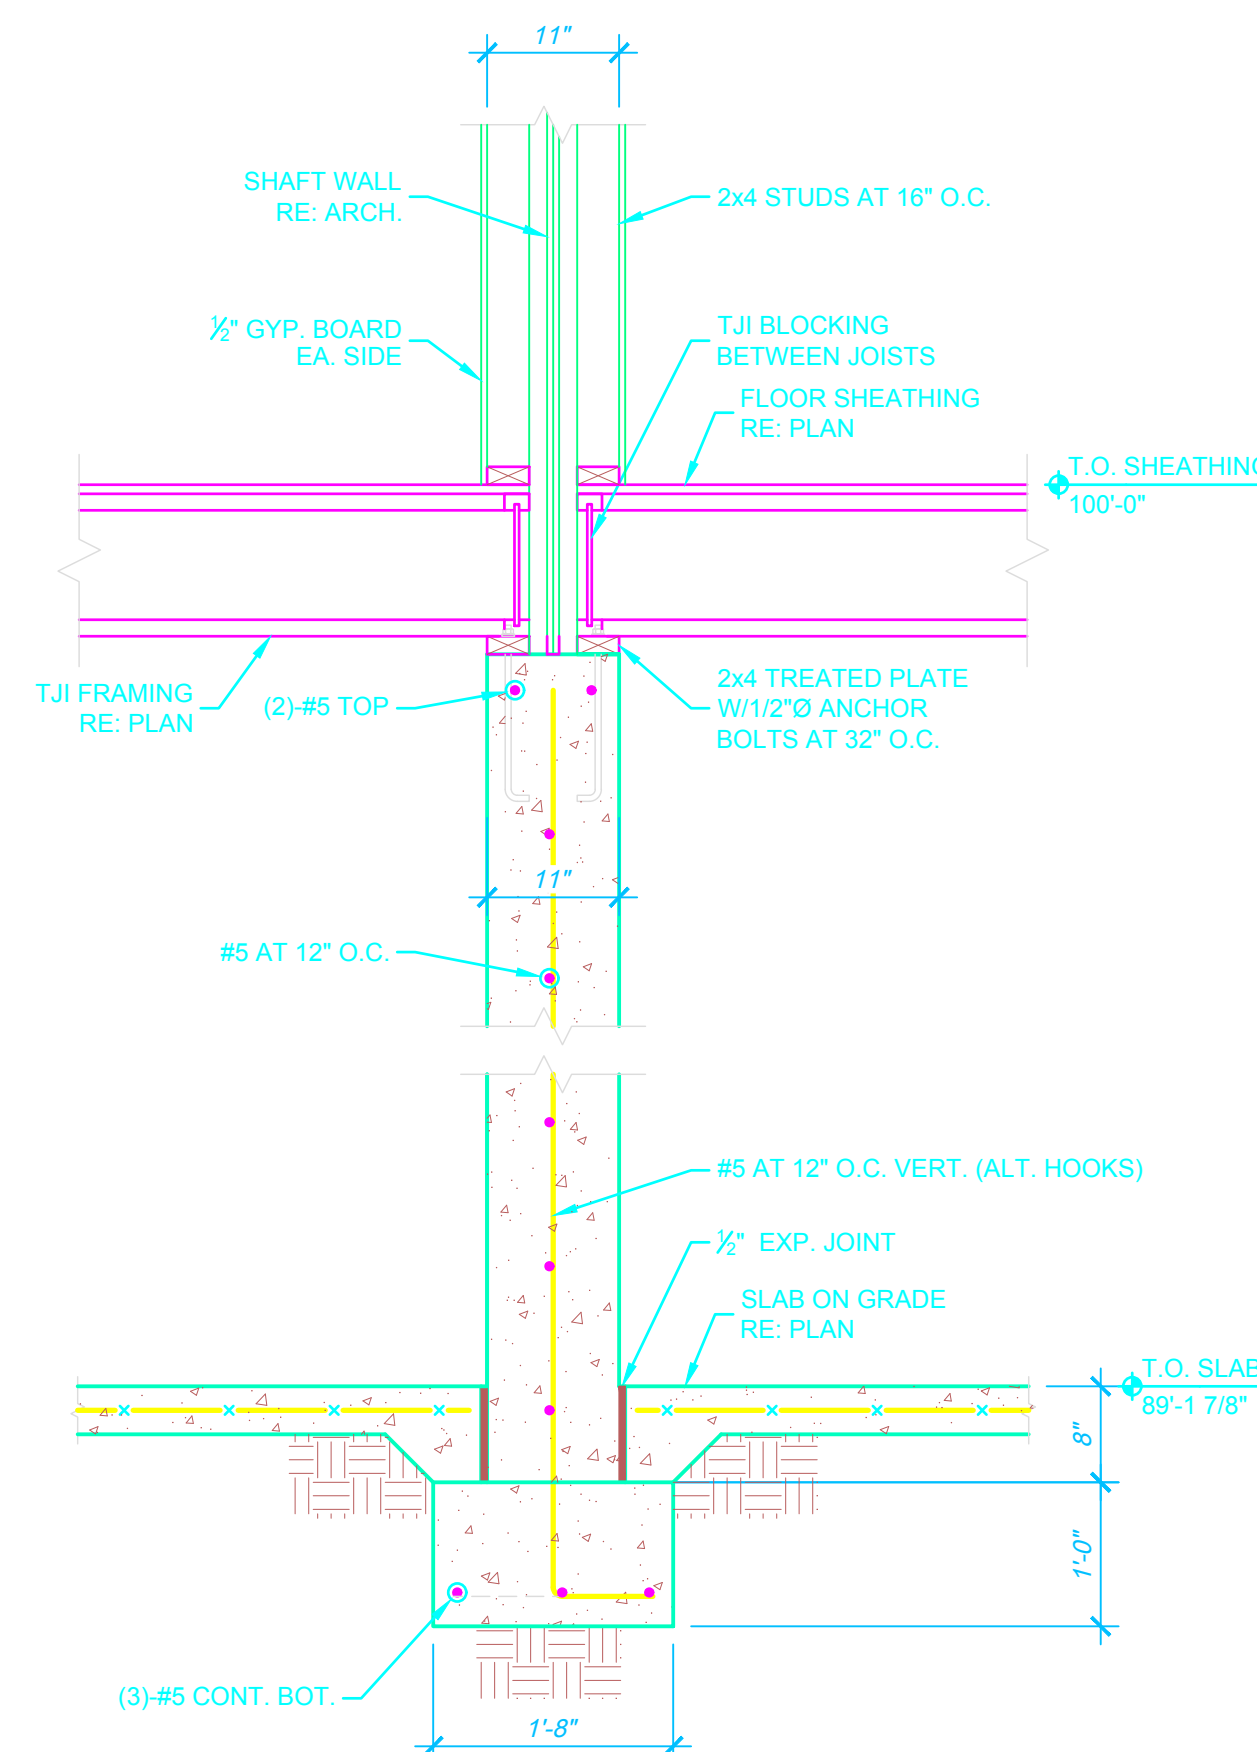 11"
SHAFT WALL
RE: ARCH.
2x4 STUDS AT 16" O.C.
½" GYP. BOARD
EA. SIDE
TJI BLOCKING
BETWEEN JOISTS
FLOOR SHEATHING
RE: PLAN
T.O. SHEATHING
100'-0"
TJI FRAMING
RE: PLAN
(2)-#5 TOP
2x4 TREATED PLATE
W/1/2"Ø ANCHOR
BOLTS AT 32" O.C.
11"
#5 AT 12" O.C.
#5 AT 12" O.C. VERT. (ALT. HOOKS)
½" EXP. JOINT
SLAB ON GRADE
RE: PLAN
T.O. SLAB
89'-1 7/8"
8"
1'-0"
(3)-#5 CONT. BOT.
1'-8"